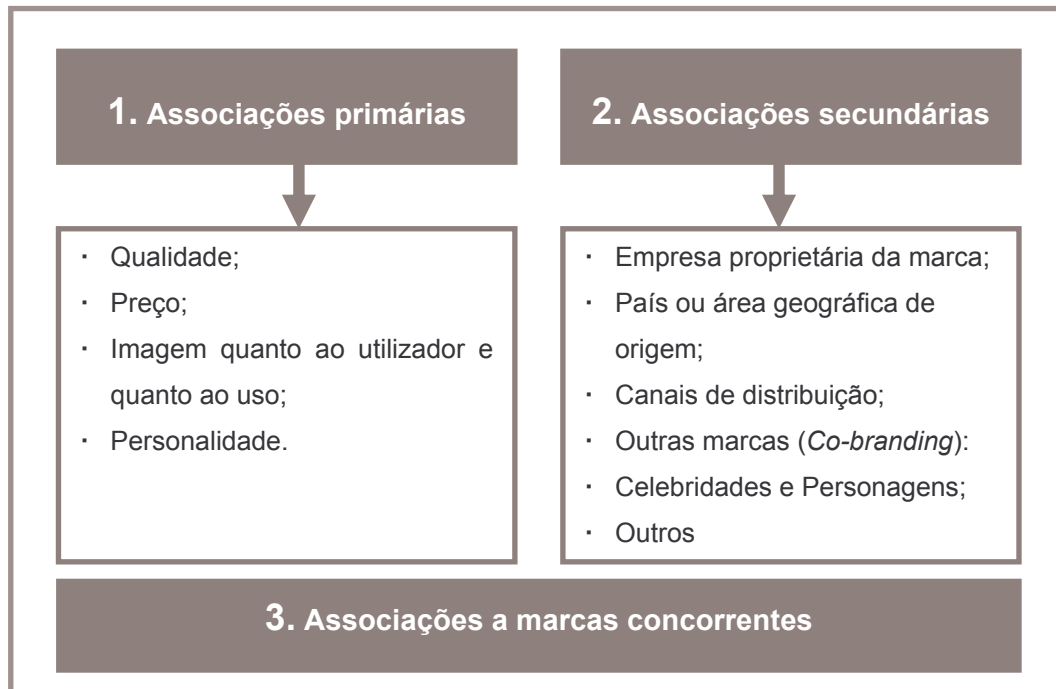 1. Associações primárias
2. Associações secundárias
· Qualidade;
· Preço;
· Imagem quanto ao utilizador e
quanto ao uso;
· Personalidade.
· Empresa proprietária da marca;
· País ou área geográfica de
origem;
· Canais de distribuição;
· Outras marcas (Co-branding):
· Celebridades e Personagens;
· Outros
3. Associações a marcas concorrentes